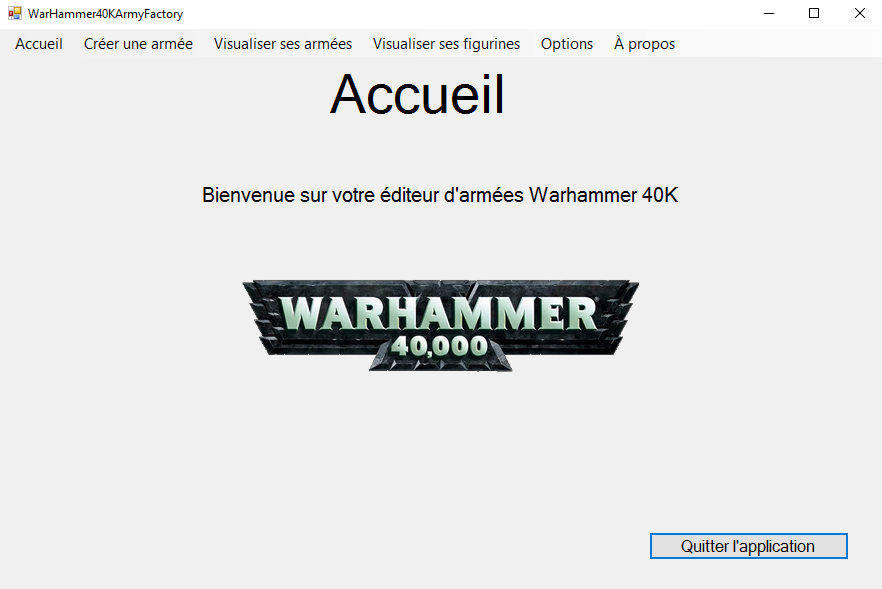 WarHammer40KArmyFactory
Accueil Créer une armée Visualiser ses armées Visualiser ses figurines Options À propos
Accueil
Bienvenue sur votre éditeur d'armées Warhammer 40K
WARHAMMER
40,000
Quitter l'application